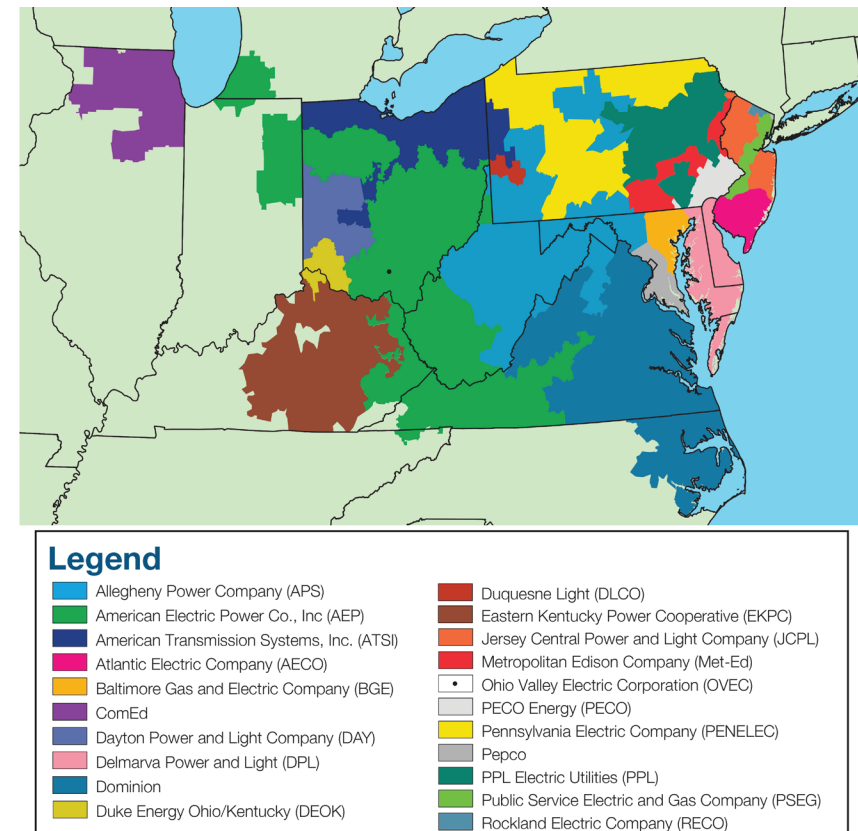 Legend
Allegheny Power Company (APS)
American Electric Power Co., Inc (AEP)
American Transmission Systems, Inc. (ATSI)
Atlantic Electric Company (AECO)
Baltimore Gas and Electric Company (BGE)
ComEd
Dayton Power and Light Company (DAY)
Delmarva Power and Light (DPL)
Dominion
Duke Energy Ohio/Kentucky (DEOK)
Duquesne Light (DLCO)
Eastern Kentucky Power Cooperative (EKPC)
Jersey Central Power and Light Company (JCPL)
Metropolitan Edison Company (Met-Ed)
Ohio Valley Electric Corporation (OVEC)
PECO Energy (PECO)
Pennsylvania Electric Company (PENELEC)
Pepco
PPL Electric Utilities (PPL)
Public Service Electric and Gas Company (PSEG)
Rockland Electric Company (RECO)